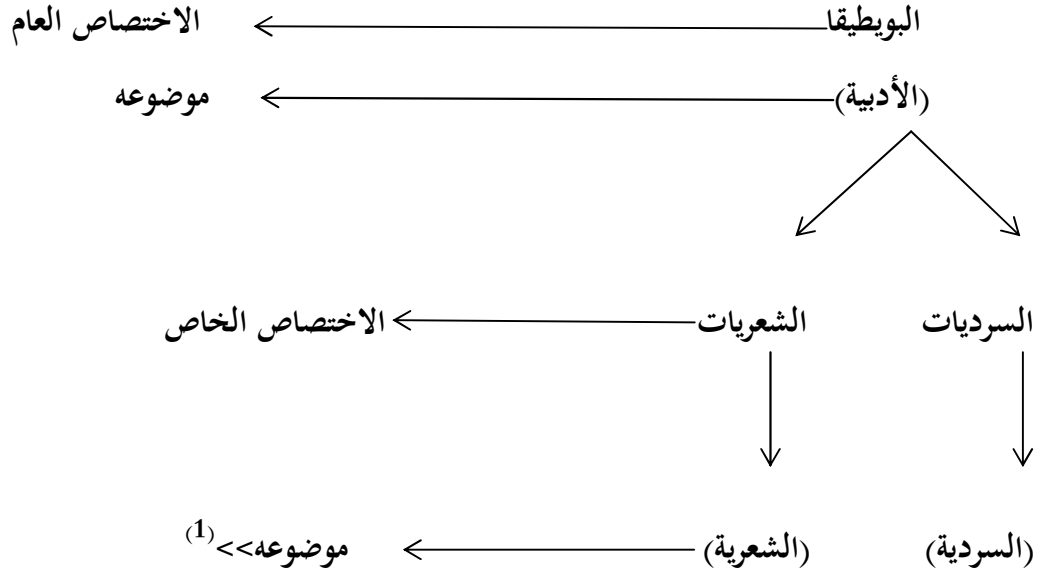 البويطيقا الاختصاص العام
(الأدبية) موضوعه
السرديات الشعريات الاختصاص الخاص
(السردية) (الشعرية) موضوعه>>(1)